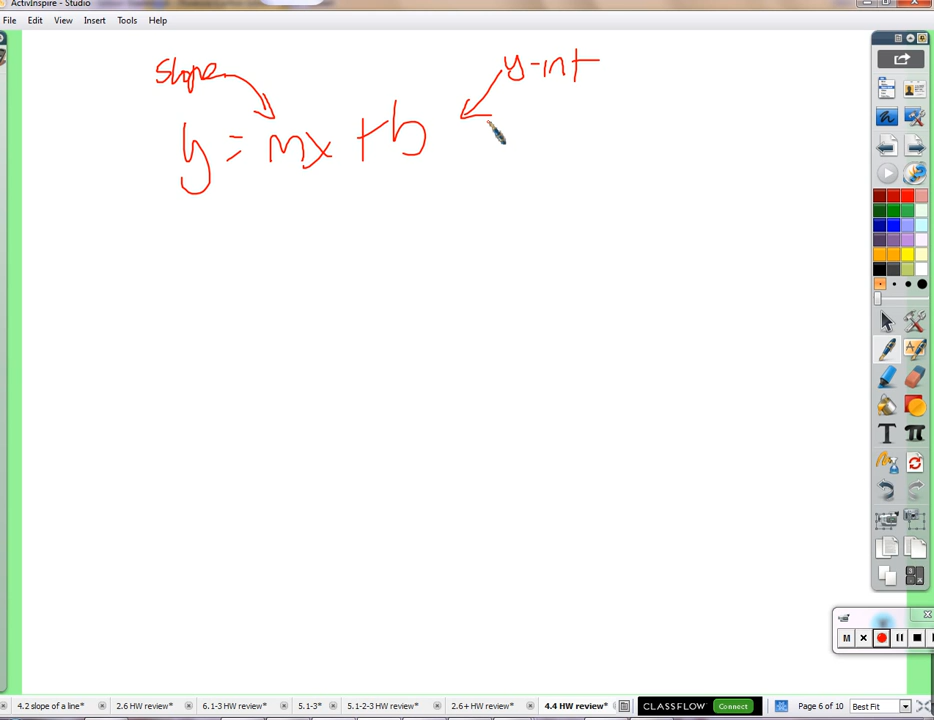 ActivInspire - Studio
File Edit View Insert Tools Help
slope
y-int
y = mx + b
M
4.2 slope of a line*
2.6 HW review*
6.1-3 HW review*
5.1-3*
5.1-2-3 HW review*
2.6+ HW review*
4.4 HW review*
CLASSFLOW Connect
Page 6 of 10
Best Fit